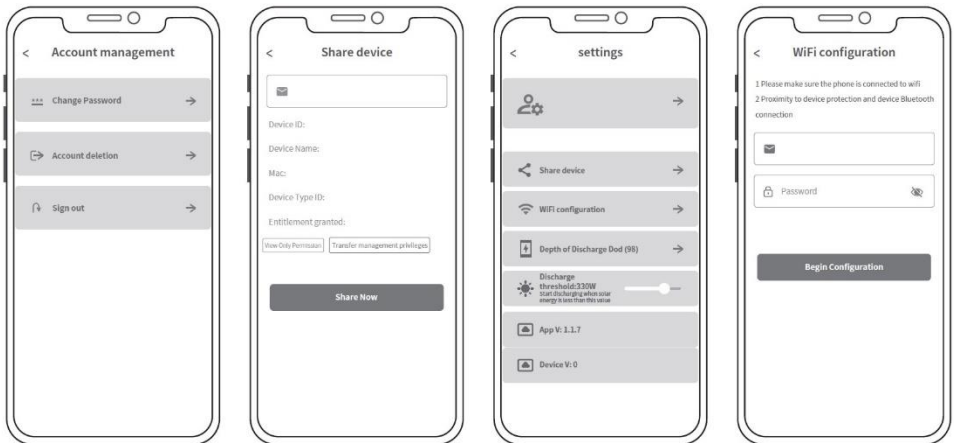 < Account management
Change Password →
Account deletion →
Sign out →
< Share device
Device ID:
Device Name:
Mac:
Device Type ID:
Entitlement granted:
View Only Permission Transfer management privileges
Share Now
< settings
→
Share device →
WiFi configuration →
Depth of Discharge Dod (98) →
Discharge
threshold:330W
Start discharging when solar
energy is less than this value
App V: 1.1.7
Device V: 0
< WiFi configuration
1 Please make sure the phone is connected to wifi
2 Proximity to device protection and device Bluetooth
connection
Password
Begin Configuration